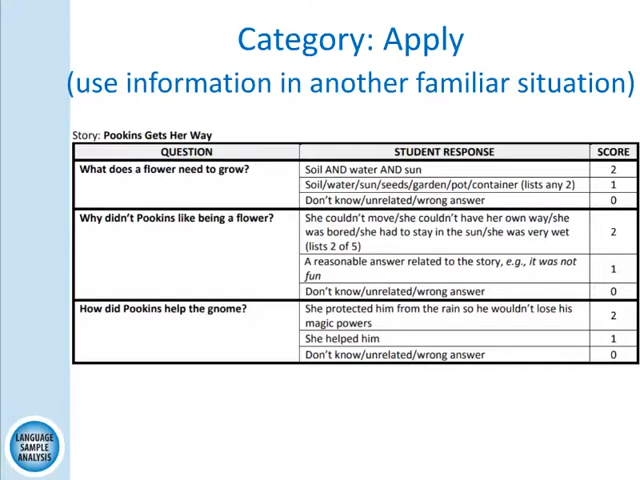 Category: Apply
(use information in another familiar situation)
Story: Pookins Gets Her Way
QUESTION STUDENT RESPONSE SCORE
What does a flower need to grow? Soil AND water AND sun 2
Soil/water/sun/seeds/garden/pot/container (lists any 2) 1
Don't know/unrelated/wrong answer 0
Why didn't Pookins like being a flower? She couldn't move/she couldn't have her own way/she
was bored/she had to stay in the sun/she was very wet 2
(lists 2 of 5)
A reasonable answer related to the story, e.g., it was not 1
fun
Don't know/unrelated/wrong answer 0
How did Pookins help the gnome? She protected him from the rain so he wouldn't lose his 2
magic powers
She helped him 1
Don't know/unrelated/wrong answer 0
LANGUAGE
SAMPLE
ANALYSIS